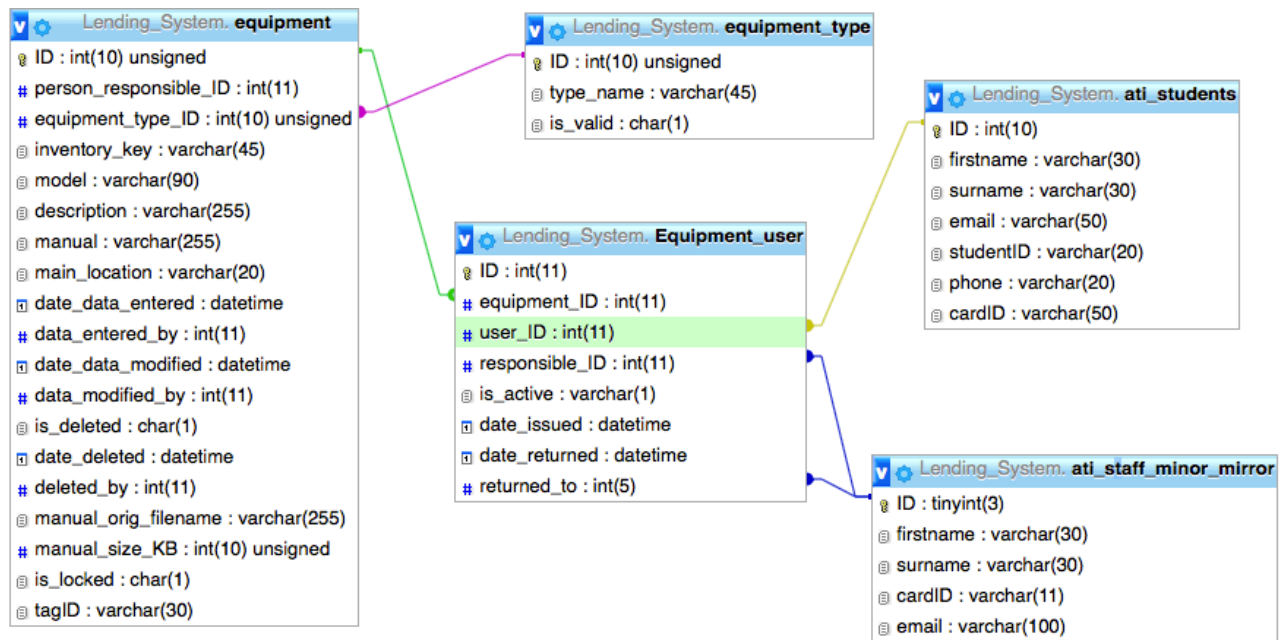 Lending_System. equipment
ID : int(10) unsigned
person_responsible_ID : int(11)
equipment_type_ID : int(10) unsigned
inventory_key : varchar(45)
model : varchar(90)
description : varchar(255)
manual : varchar(255)
main_location : varchar(20)
date_data_entered : datetime
data_entered_by : int(11)
date_data_modified : datetime
data_modified_by : int(11)
is_deleted : char(1)
date_deleted : datetime
deleted_by : int(11)
manual_orig_filename : varchar(255)
manual_size_KB : int(10) unsigned
is_locked : char(1)
tagID : varchar(30)
Lending_System. equipment_type
ID : int(10) unsigned
type_name : varchar(45)
is_valid : char(1)
Lending_System. Equipment_user
ID : int(11)
equipment_ID : int(11)
user_ID : int(11)
responsible_ID : int(11)
is_active : varchar(1)
date_issued : datetime
date_returned : datetime
returned_to : int(5)
Lending_System. ati_students
ID : int(10)
firstname : varchar(30)
surname : varchar(30)
email : varchar(50)
studentID : varchar(20)
phone : varchar(20)
cardID : varchar(50)
Lending_System. ati_staff_minor_mirror
ID : tinyint(3)
firstname : varchar(30)
surname : varchar(30)
cardID : varchar(11)
email : varchar(100)